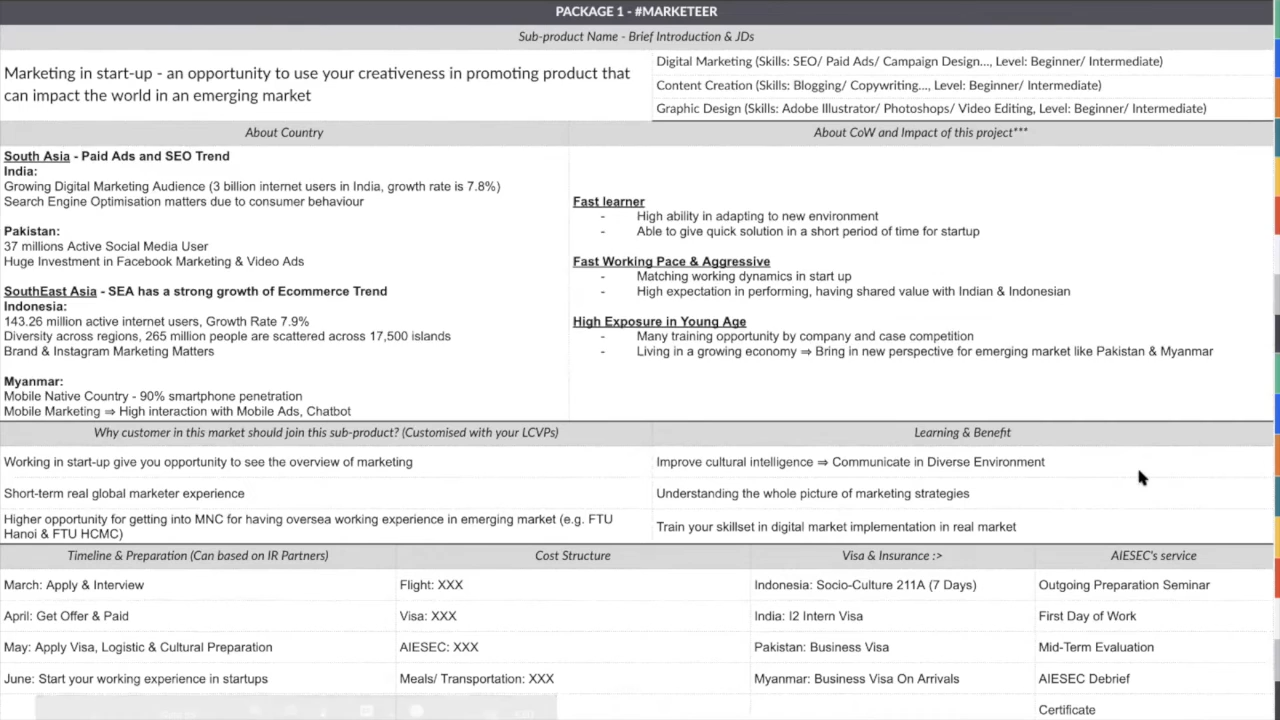 PACKAGE 1 - #MARKETEER
Sub-product Name - Brief Introduction & JDs
Marketing in start-up - an opportunity to use your creativeness in promoting product that
can impact the world in an emerging market
Digital Marketing (Skills: SEO/ Paid Ads/ Campaign Design..., Level: Beginner/ Intermediate)
Content Creation (Skills: Blogging/ Copywriting..., Level: Beginner/ Intermediate)
Graphic Design (Skills: Adobe Illustrator/ Photoshops/ Video Editing, Level: Beginner/ Intermediate)
About Country
South Asia - Paid Ads and SEO Trend
India:
Growing Digital Marketing Audience (3 billion internet users in India, growth rate is 7.8%)
Search Engine Optimisation matters due to consumer behaviour
Pakistan:
37 millions Active Social Media User
Huge Investment in Facebook Marketing & Video Ads
SouthEast Asia - SEA has a strong growth of Ecommerce Trend
Indonesia:
143.26 million active internet users, Growth Rate 7.9%
Diversity across regions, 265 million people are scattered across 17,500 islands
Brand & Instagram Marketing Matters
Myanmar:
Mobile Native Country - 90% smartphone penetration
Mobile Marketing ⇒ High interaction with Mobile Ads, Chatbot
About CoW and Impact of this project***
Fast learner
- High ability in adapting to new environment
- Able to give quick solution in a short period of time for startup
Fast Working Pace & Aggressive
- Matching working dynamics in start up
- High expectation in performing, having shared value with Indian & Indonesian
High Exposure in Young Age
- Many training opportunity by company and case competition
- Living in a growing economy ⇒ Bring in new perspective for emerging market like Pakistan & Myanmar
Why customer in this market should join this sub-product? (Customised with your LCVPs)
Working in start-up give you opportunity to see the overview of marketing
Short-term real global marketer experience
Higher opportunity for getting into MNC for having oversea working experience in emerging market (e.g. FTU
Hanoi & FTU HCMC)
Learning & Benefit
Improve cultural intelligence ⇒ Communicate in Diverse Environment
Understanding the whole picture of marketing strategies
Train your skillset in digital market implementation in real market
Timeline & Preparation (Can based on IR Partners)
March: Apply & Interview
April: Get Offer & Paid
May: Apply Visa, Logistic & Cultural Preparation
June: Start your working experience in startups
Cost Structure
Flight: XXX
Visa: XXX
AIESEC: XXX
Meals/ Transportation: XXX
Visa & Insurance :>
Indonesia: Socio-Culture 211A (7 Days)
India: I2 Intern Visa
Pakistan: Business Visa
Myanmar: Business Visa On Arrivals
AIESEC's service
Outgoing Preparation Seminar
First Day of Work
Mid-Term Evaluation
AIESEC Debrief
Certificate